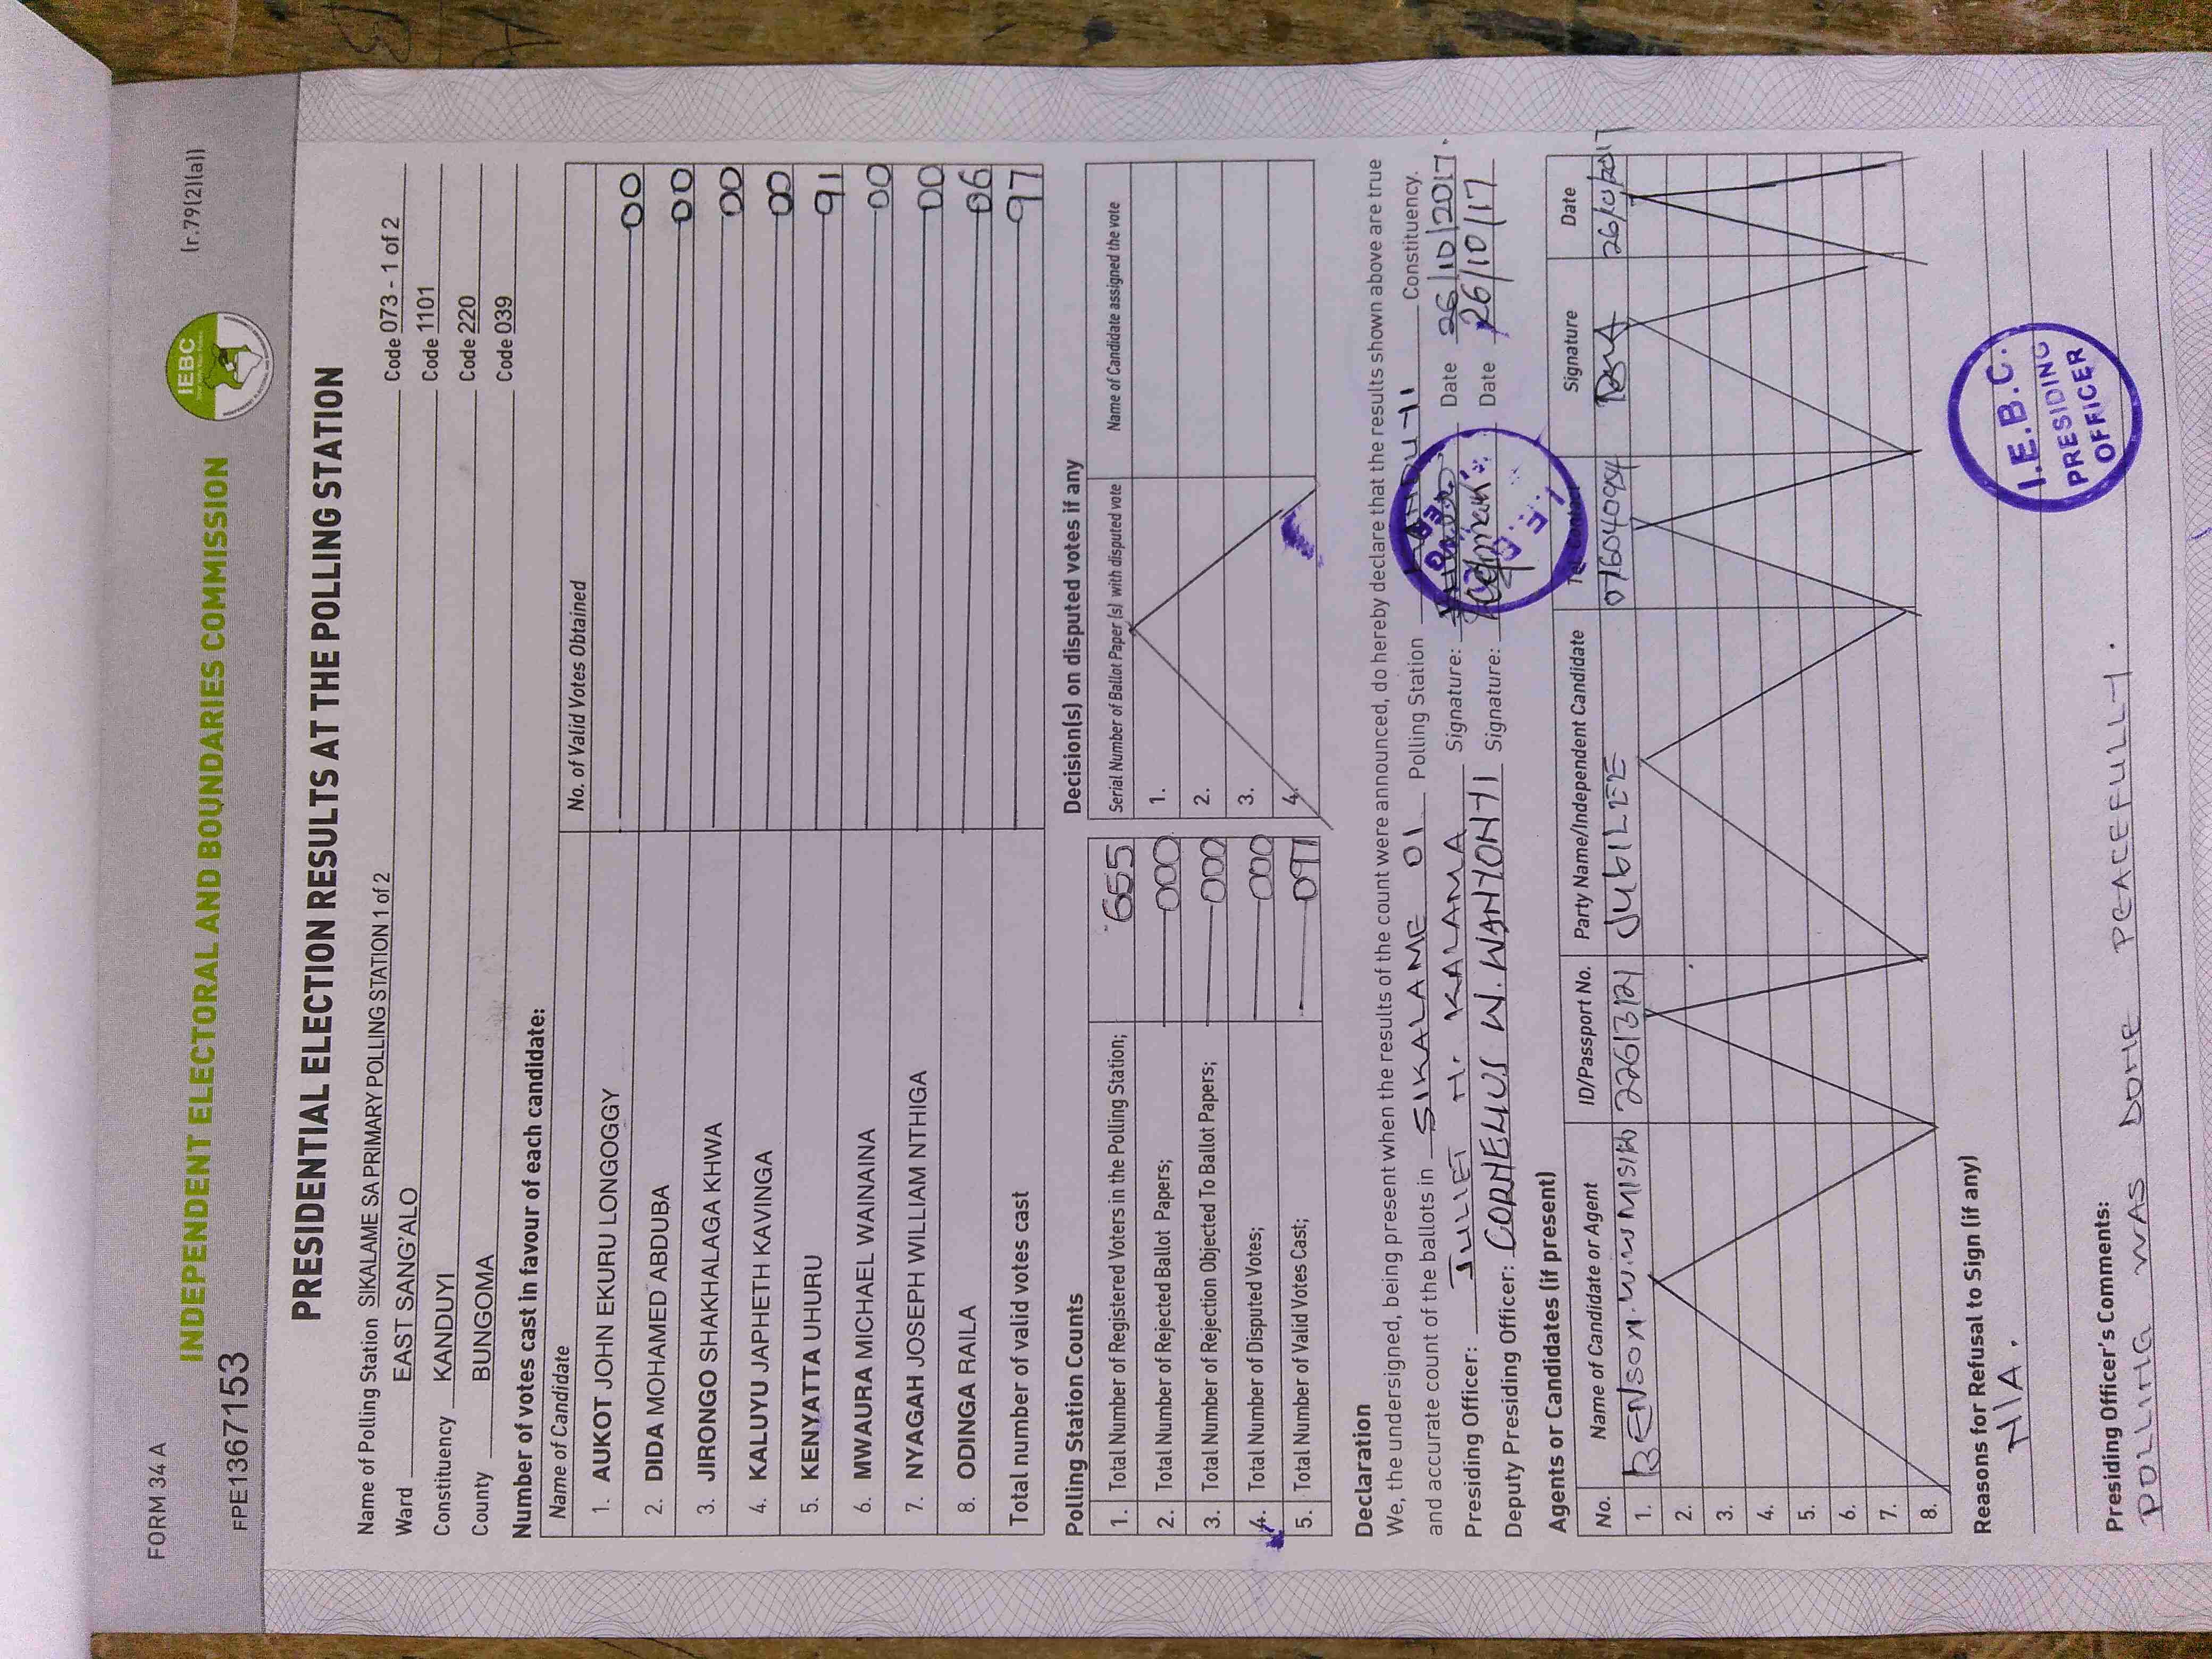 FORM 34 A
(r.79(2)(a))
IEBC
INDEPENDENT ELECTORAL AND BOUNDARIES COMMISSION
FPE1367153
PRESIDENTIAL ELECTION RESULTS AT THE POLLING STATION
Name of Polling Station SIKALAME SA PRIMARY POLLING STATION 1 of 2 Code 073 - 1 of 2
Ward EAST SANG'ALO Code 1101
Constituency KANDUYI Code 220
County BUNGOMA Code 039
Number of votes cast in favour of each candidate:
Name of Candidate No. of Valid Votes Obtained
1. AUKOT JOHN EKURU LONGOGGY 00
2. DIDA MOHAMED ABDUBA 00
3. JIRONGO SHAKHALAGA KHWA 00
4. KALUYU JAPHETH KAVINGA 00
5. KENYATTA UHURU 91
6. MWAURA MICHAEL WAINAINA 00
7. NYAGAH JOSEPH WILLIAM NTHIGA 00
8. ODINGA RAILA 06
Total number of valid votes cast 97
Polling Station Counts
1. Total Number of Registered Voters in the Polling Station; 655
2. Total Number of Rejected Ballot Papers; 000
3. Total Number of Rejection Objected To Ballot Papers; 000
4. Total Number of Disputed Votes; 000
5. Total Number of Valid Votes Cast; 097
Decision(s) on disputed votes if any
Serial Number of Ballot Paper (s) with disputed vote Name of Candidate assigned the vote
1.
2.
3.
4.
Declaration
We, the undersigned, being present when the results of the count were announced, do hereby declare that the results shown above are true
and accurate count of the ballots in SIKALAME 01 Polling Station KANDUYI Constituency.
Presiding Officer: JULIET N. KALAMA Signature: Date 26/10/2017.
Deputy Presiding Officer: CORNELIUS W. WANYONYI Signature: Date 26/10/17
Agents or Candidates (if present)
No. Name of Candidate or Agent ID/Passport No. Party Name/Independent Candidate Tel. Contact Signature Date
1. BENSON. W. 22613121 JUBILEE 26/10/2017
2.
3.
4.
5.
6.
7.
8.
Reasons for Refusal to Sign (if any)
N/A.
I.E.B.C.
PRESIDING
OFFICER
Presiding Officer's Comments:
POLLING WAS DONE PEACEFULLY.